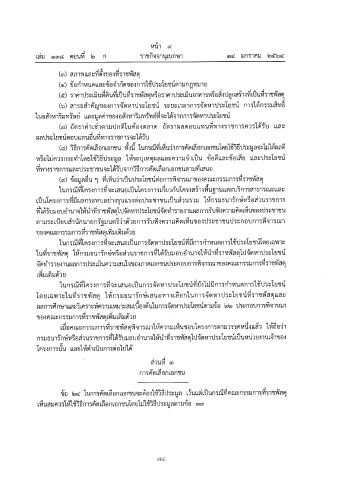 หน้า ๙
เล่ม ๑๓๘ ตอนที่ ๒ ก ราชกิจจานุเบกษา ๑๔ มกราคม ๒๕๖๔
(๓) สภาพและที่ตั้งของที่ราชพัสดุ
(๔) ข้อกำหนดและข้อจำกัดของการใช้ประโยชน์ตามกฎหมาย
(๕) ราคาประเมินที่ดินที่เป็นที่ราชพัสดุหรือราคาประเมินอาคารหรือสิ่งปลูกสร้างที่เป็นที่ราชพัสดุ
(๖) สาระสำคัญของการจัดหาประโยชน์ ระยะเวลาการจัดหาประโยชน์ การได้กรรมสิทธิ์
ในอสังหาริมทรัพย์ และมูลค่าของอสังหาริมทรัพย์ที่จะได้จากการจัดหาประโยชน์
(๗) อัตราค่าเช่าตามปกติในท้องตลาด อัตราผลตอบแทนที่ทางราชการควรได้รับ และ
ผลประโยชน์ตอบแทนอื่นที่ทางราชการจะได้รับ
(๘) วิธีการคัดเลือกเอกชน ทั้งนี้ ในกรณีที่เห็นว่าการคัดเลือกเอกชนโดยใช้วิธีประมูลจะไม่ได้ผลดี
หรือไม่ควรกระทำโดยใช้วิธีประมูล ให้ระบุเหตุผลและความจำเป็น ข้อดีและข้อเสีย และประโยชน์
ที่ทางราชการและประชาชนจะได้รับจากวิธีการคัดเลือกเอกชนตามที่เสนอ
(๙) ข้อมูลอื่น ๆ ที่เห็นว่าเป็นประโยชน์ต่อการพิจารณาของคณะกรรมการที่ราชพัสดุ
ในกรณีที่โครงการที่จะเสนอเป็นโครงการเกี่ยวกับโครงสร้างพื้นฐานและบริการสาธารณะและ
เป็นโครงการที่มีผลกระทบอย่างรุนแรงต่อประชาชนเป็นส่วนรวม ให้กรมธนารักษ์หรือส่วนราชการ
ที่ได้รับมอบอำนาจให้นำที่ราชพัสดุไปจัดหาประโยชน์จัดทำรายงานผลการรับฟังความคิดเห็นของประชาชน
ตามระเบียบสำนักนายกรัฐมนตรีว่าด้วยการรับฟังความคิดเห็นของประชาชนประกอบการพิจารณา
ของคณะกรรมการที่ราชพัสดุเพิ่มเติมด้วย
ในกรณีที่โครงการที่จะเสนอเป็นการจัดหาประโยชน์ที่มีการกำหนดการใช้ประโยชน์โดยเฉพาะ
ในที่ราชพัสดุ ให้กรมธนารักษ์หรือส่วนราชการที่ได้รับมอบอำนาจให้นำที่ราชพัสดุไปจัดหาประโยชน์
จัดทำรายงานผลการประเมินความสนใจของภาคเอกชนประกอบการพิจารณาของคณะกรรมการที่ราชพัสดุ
เพิ่มเติมด้วย
ในกรณีที่โครงการที่จะเสนอเป็นการจัดหาประโยชน์ที่ยังไม่มีการกำหนดการใช้ประโยชน์
โดยเฉพาะในที่ราชพัสดุ ให้กรมธนารักษ์เสนอทางเลือกในการจัดหาประโยชน์ที่ราชพัสดุและ
ผลการศึกษาและวิเคราะห์ความเหมาะสมเบื้องต้นในการจัดหาประโยชน์ตามข้อ ๒๒ ประกอบการพิจารณา
ของคณะกรรมการที่ราชพัสดุเพิ่มเติมด้วย
เมื่อคณะกรรมการที่ราชพัสดุพิจารณาให้ความเห็นชอบโครงการตามวรรคหนึ่งแล้ว ให้ถือว่า
กรมธนารักษ์หรือส่วนราชการที่ได้รับมอบอำนาจให้นำที่ราชพัสดุไปจัดหาประโยชน์เป็นหน่วยงานเจ้าของ
โครงการนั้น และให้ดำเนินการต่อไปได้
ส่วนที่ ๓
การคัดเลือกเอกชน
ข้อ ๒๔ ในการคัดเลือกเอกชนจะต้องใช้วิธีประมูล เว้นแต่เป็นกรณีที่คณะกรรมการที่ราชพัสดุ
เห็นสมควรให้ใช้วิธีการคัดเลือกเอกชนโดยไม่ใช้วิธีประมูลตามข้อ ๓๓